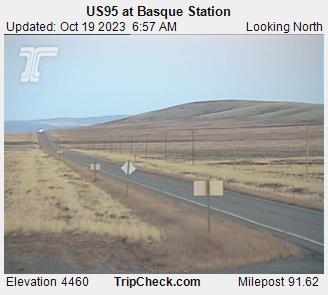 US95 at Basque Station
Updated: Oct 19 2023 6:57 AM Looking North
Elevation 4460 TripCheck.com Milepost 91.62